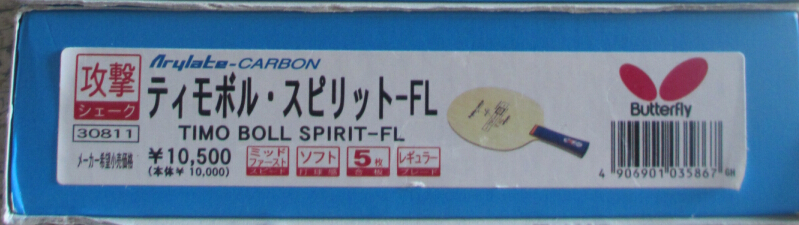 攻撃
シェーク
30811
Arylate-CARBON
ティモボル・スピリット-FL
TIMO BOLL SPIRIT-FL
メーカー希望小売価格
¥10,500
(本体¥ 10,000)
ミッド
ファースト
スピード
ソフト
打球感
5枚
合板
レギュラー
ブレード
Butterfly
4 906901 035867 GH